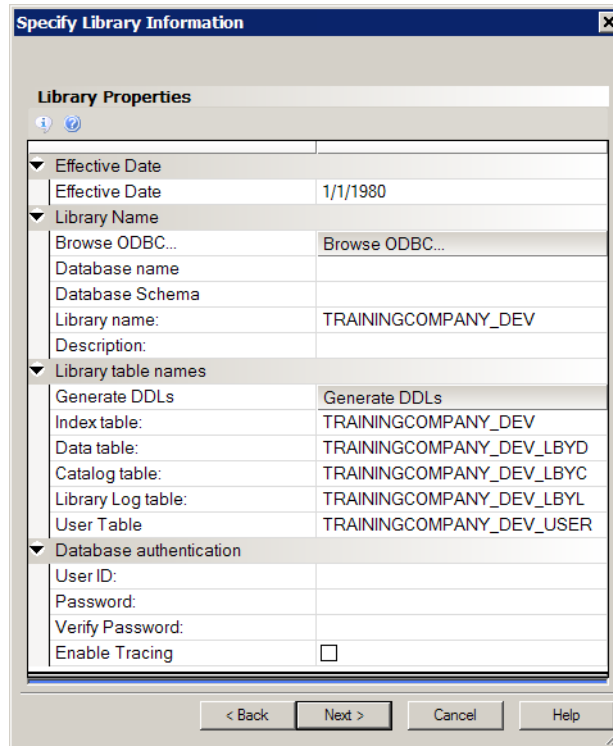 Specify Library Information
Library Properties
Effective Date
Effective Date 1/1/1980
Library Name
Browse ODBC... Browse ODBC...
Database name
Database Schema
Library name: TRAININGCOMPANY_DEV
Description:
Library table names
Generate DDLs Generate DDLs
Index table: TRAININGCOMPANY_DEV
Data table: TRAININGCOMPANY_DEV_LBYD
Catalog table: TRAININGCOMPANY_DEV_LBYC
Library Log table: TRAININGCOMPANY_DEV_LBYL
User Table TRAININGCOMPANY_DEV_USER
Database authentication
User ID:
Password:
Verify Password:
Enable Tracing
< Back Next > Cancel Help